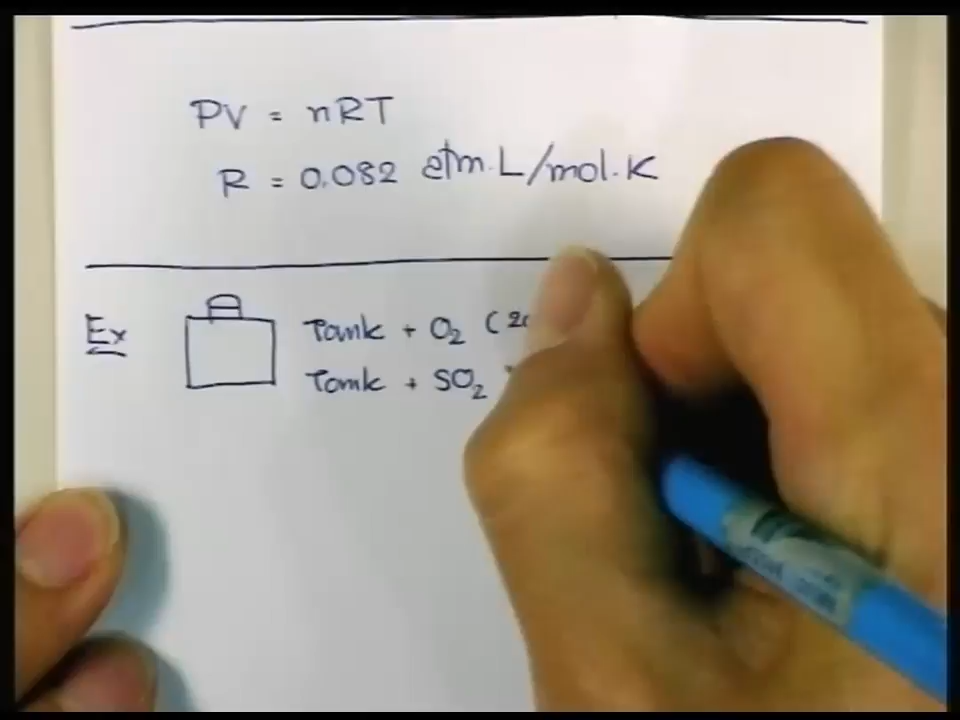 PV = nRT
R = 0.082 atm.L/mol.K
Ex
Tank + O2 (
Tank + SO2